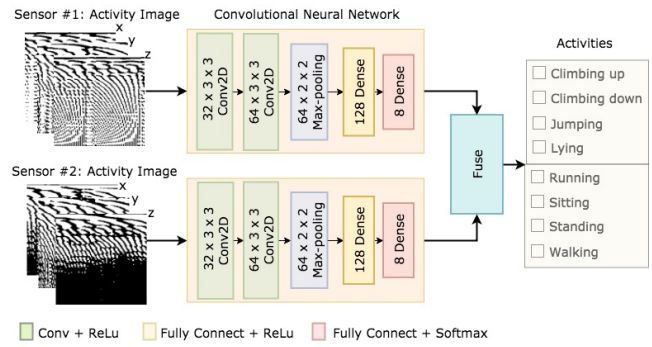 Sensor #1: Activity Image
x
y
z
Convolutional Neural Network
32 x 3 x 3
Conv2D
64 x 3 x 3
Conv2D
64 x 2 x 2
Max-pooling
128 Dense
8 Dense
Sensor #2: Activity Image
x
y
z
32 x 3 x 3
Conv2D
64 x 3 x 3
Conv2D
64 x 2 x 2
Max-pooling
128 Dense
8 Dense
Fuse
Activities
Climbing up
Climbing down
Jumping
Lying
Running
Sitting
Standing
Walking
Conv + ReLu
Fully Connect + ReLu
Fully Connect + Softmax